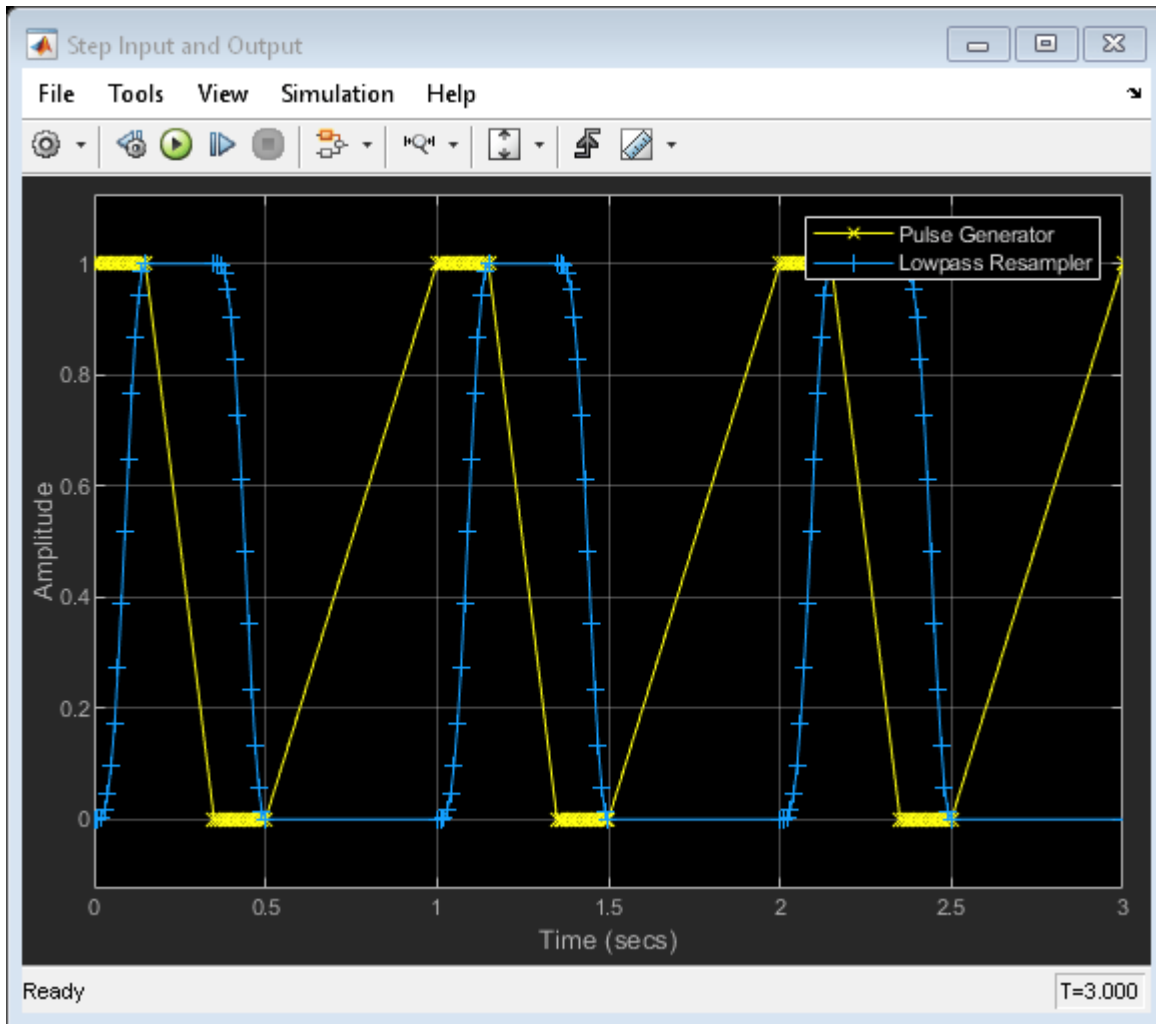 Step Input and Output
File Tools View Simulation Help
Pulse Generator
Lowpass Resampler
1
0.8
0.6
0.4
0.2
0
Amplitude
0 0.5 1 1.5 2 2.5 3
Time (secs)
Ready T=3.000